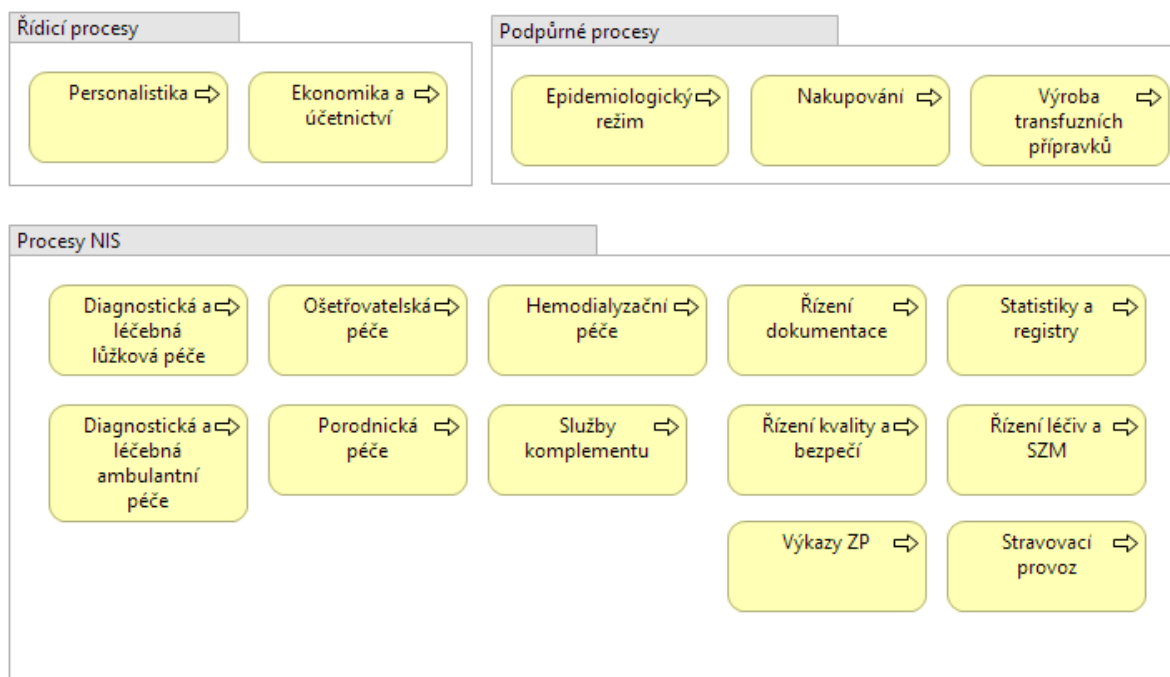 Řídicí procesy
Personalistika
Ekonomika a
účetnictví
Podpůrné procesy
Epidemiologický
režim
Nakupování
Výroba
transfuzních
přípravků
Procesy NIS
Diagnostická a
léčebná
lůžková péče
Ošetřovatelská
péče
Hemodialyzační
péče
Řízení
dokumentace
Statistiky a
registry
Diagnostická a
léčebná
ambulantní
péče
Porodnická
péče
Služby
komplementu
Řízení kvality a
bezpečí
Řízení léčiv a
SZM
Výkazy ZP
Stravovací
provoz